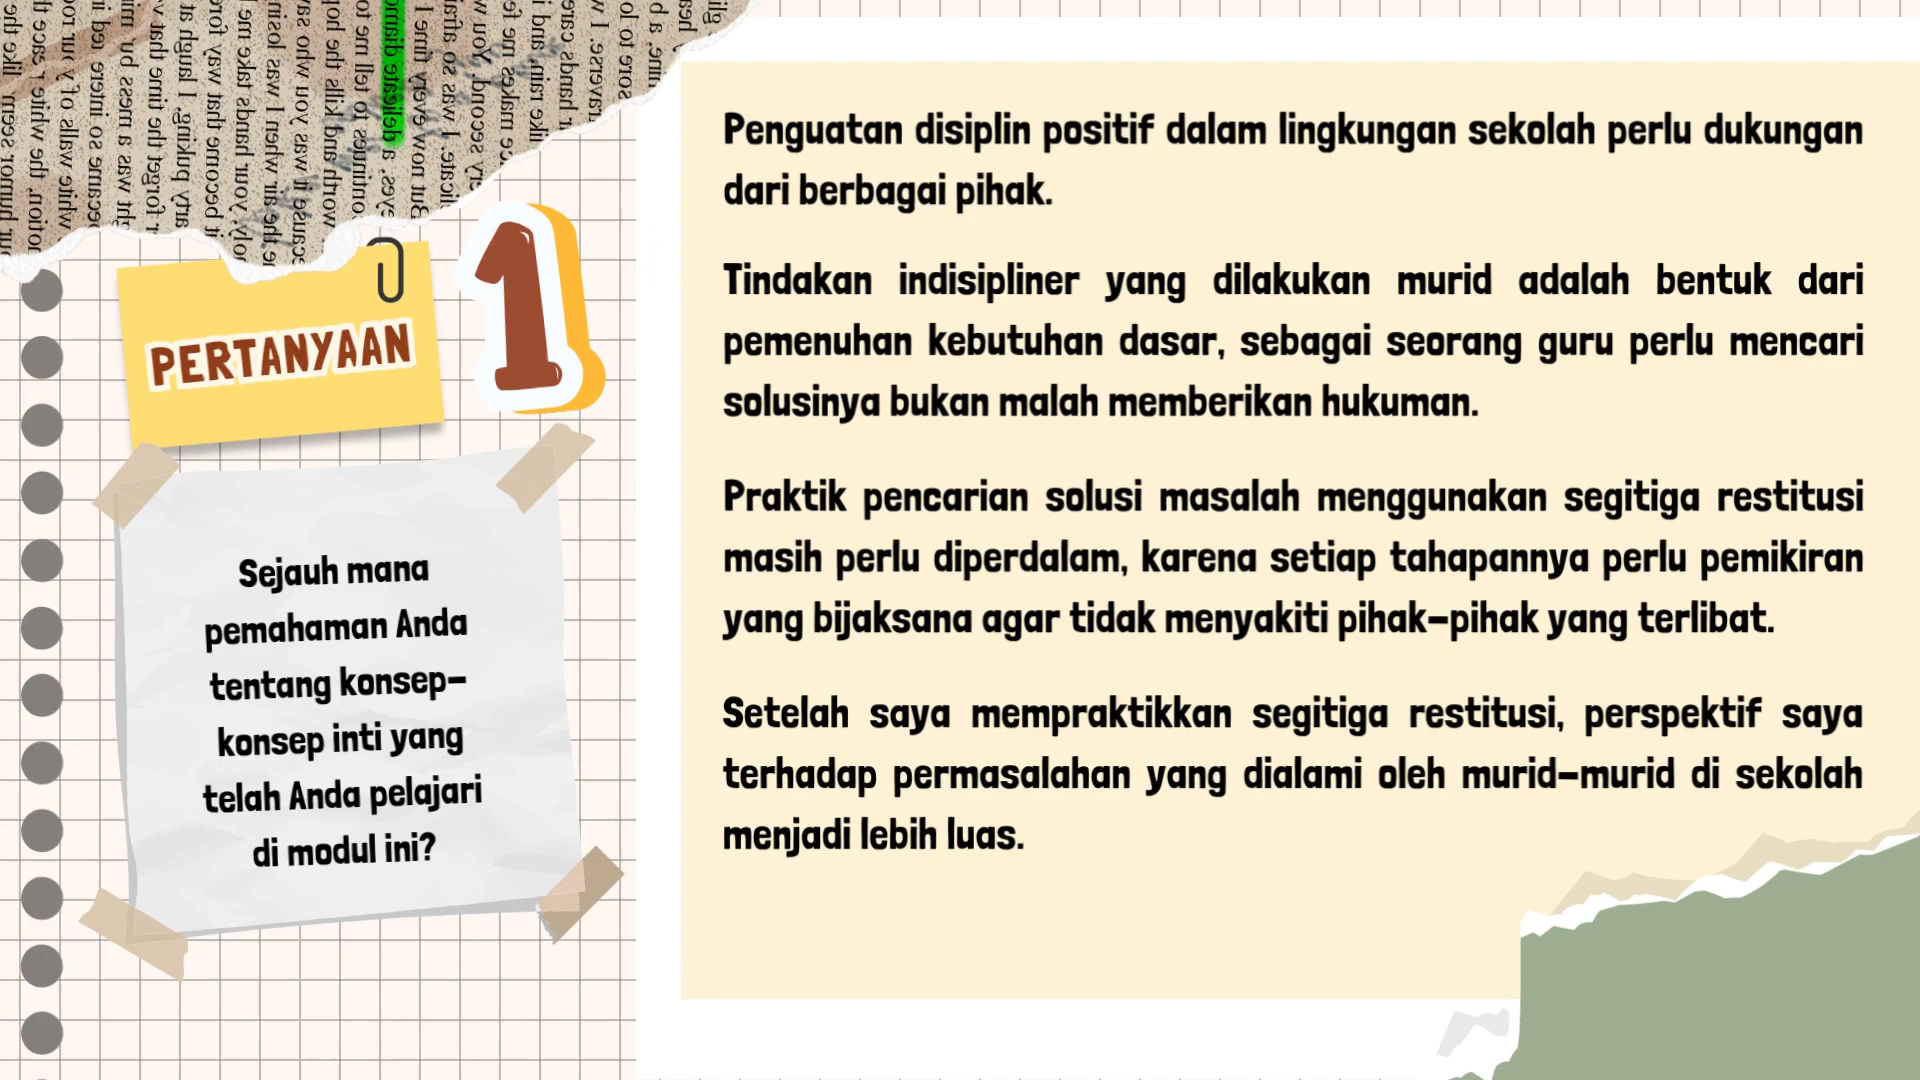 PERTANYAAN
1
Sejauh mana
pemahaman Anda
tentang konsep-
konsep inti yang
telah Anda pelajari
di modul ini?
Penguatan disiplin positif dalam lingkungan sekolah perlu dukungan
dari berbagai pihak.
Tindakan indisipliner yang dilakukan murid adalah bentuk dari
pemenuhan kebutuhan dasar, sebagai seorang guru perlu mencari
solusinya bukan malah memberikan hukuman.
Praktik pencarian solusi masalah menggunakan segitiga restitusi
masih perlu diperdalam, karena setiap tahapannya perlu pemikiran
yang bijaksana agar tidak menyakiti pihak-pihak yang terlibat.
Setelah saya mempraktikkan segitiga restitusi, perspektif saya
terhadap permasalahan yang dialami oleh murid-murid di sekolah
menjadi lebih luas.